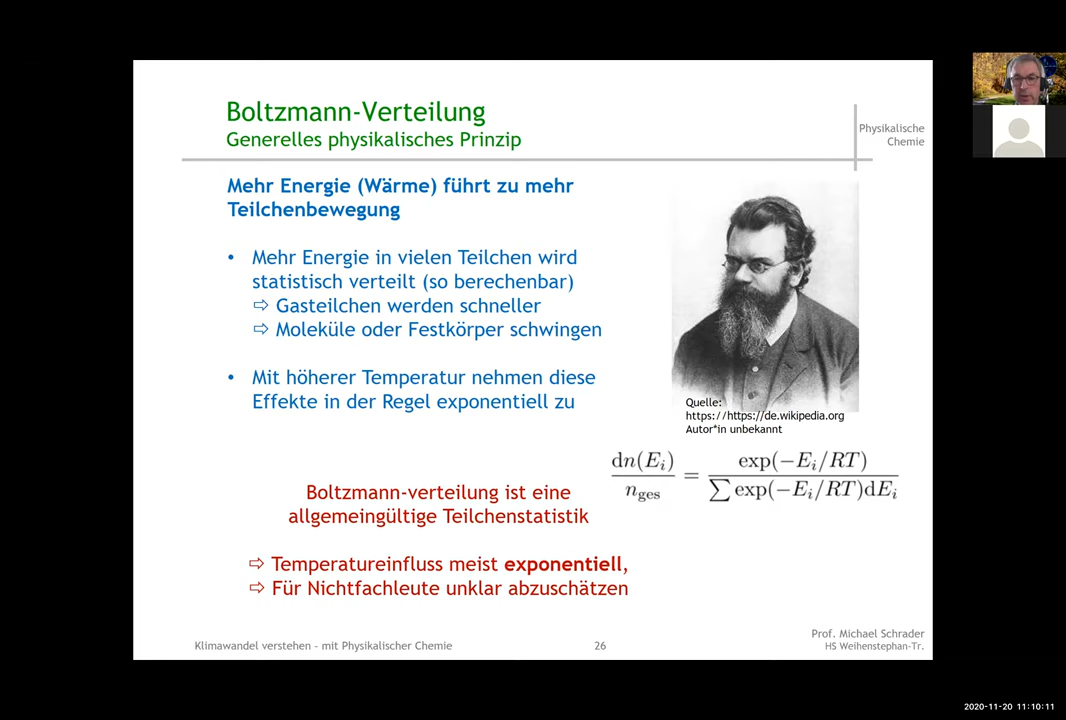 Boltzmann-Verteilung
Generelles physikalisches Prinzip
Physikalische
Chemie
Mehr Energie (Wärme) führt zu mehr
Teilchenbewegung
• Mehr Energie in vielen Teilchen wird
statistisch verteilt (so berechenbar)
⇨ Gasteilchen werden schneller
⇨ Moleküle oder Festkörper schwingen
• Mit höherer Temperatur nehmen diese
Effekte in der Regel exponentiell zu
Quelle:
https://https://de.wikipedia.org
Autor*in unbekannt
dn(E_i)/n_ges = exp(−E_i/RT)/∑ exp(−E_i/RT)dE_i
Boltzmann-verteilung ist eine
allgemeingültige Teilchenstatistik
⇨ Temperatureinfluss meist exponentiell,
⇨ Für Nichtfachleute unklar abzuschätzen
Klimawandel verstehen - mit Physikalischer Chemie
26
Prof. Michael Schrader
HS Weihenstephan-Tr.
2020-11-20 11:10:11